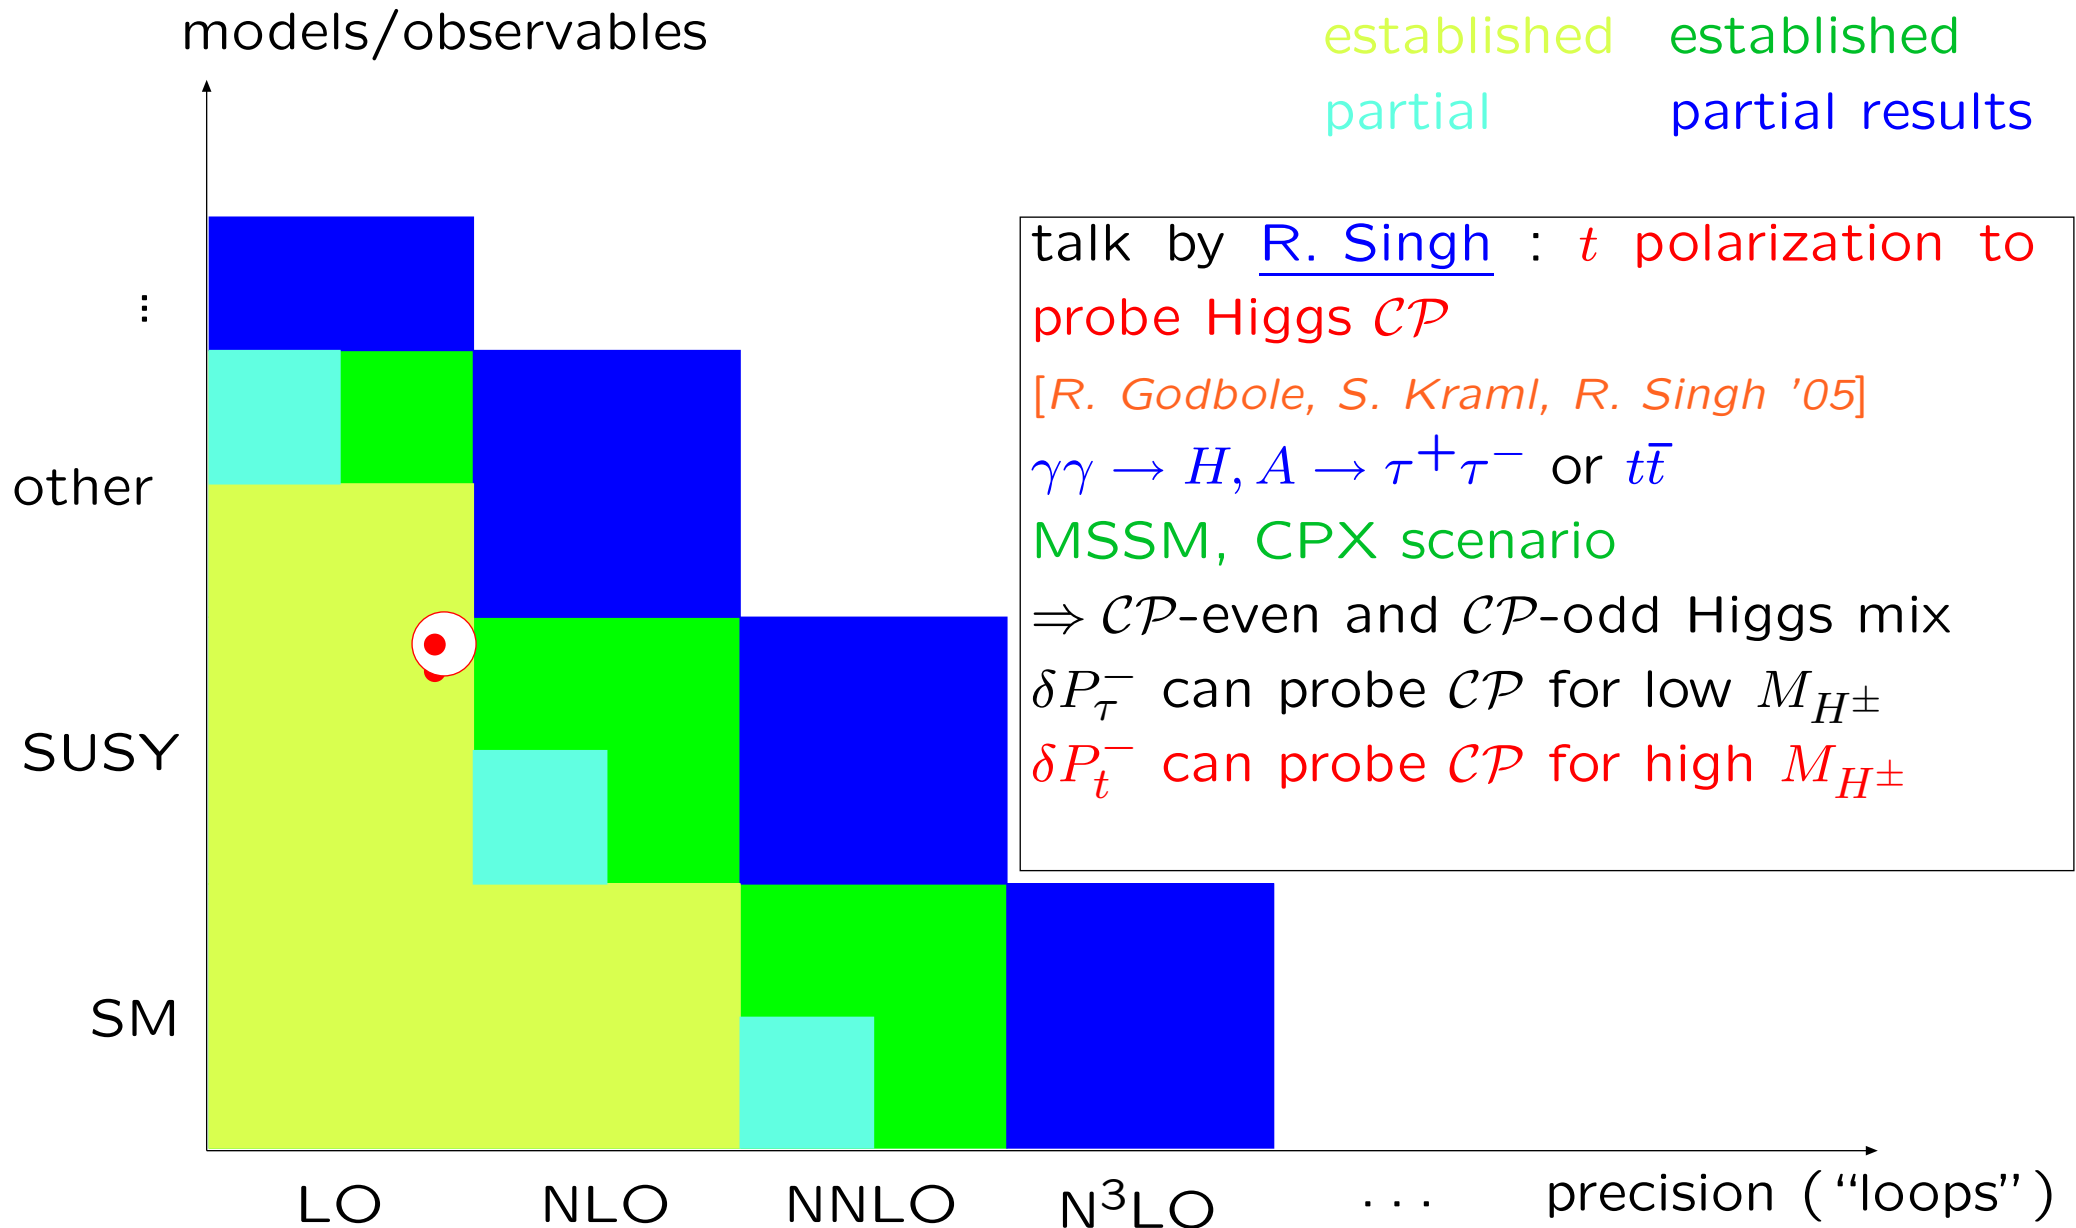 models/observables
established established
partial partial results
talk by R. Singh : t polarization to
probe Higgs CP
[R. Godbole, S. Kraml, R. Singh '05]
γγ → H, A → τ⁺τ⁻ or tt̄
MSSM, CPX scenario
⇒ CP-even and CP-odd Higgs mix
δP_τ⁻ can probe CP for low M_{H±}
δP_t⁻ can probe CP for high M_{H±}
⋮
other
SUSY
SM
LO NLO NNLO N³LO ... precision (“loops”)